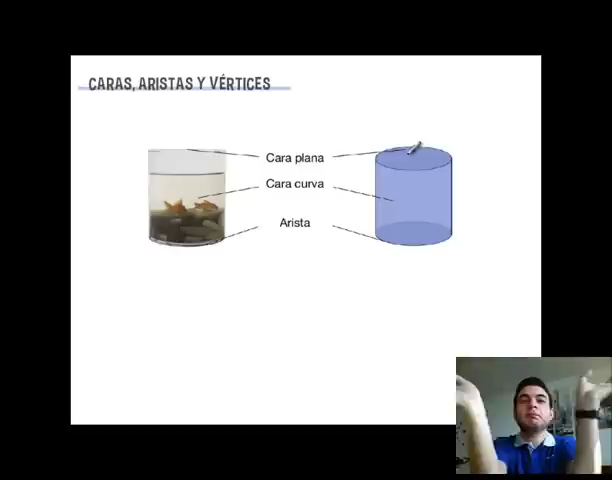 CARAS, ARISTAS Y VÉRTICES
Cara plana
Cara curva
Arista